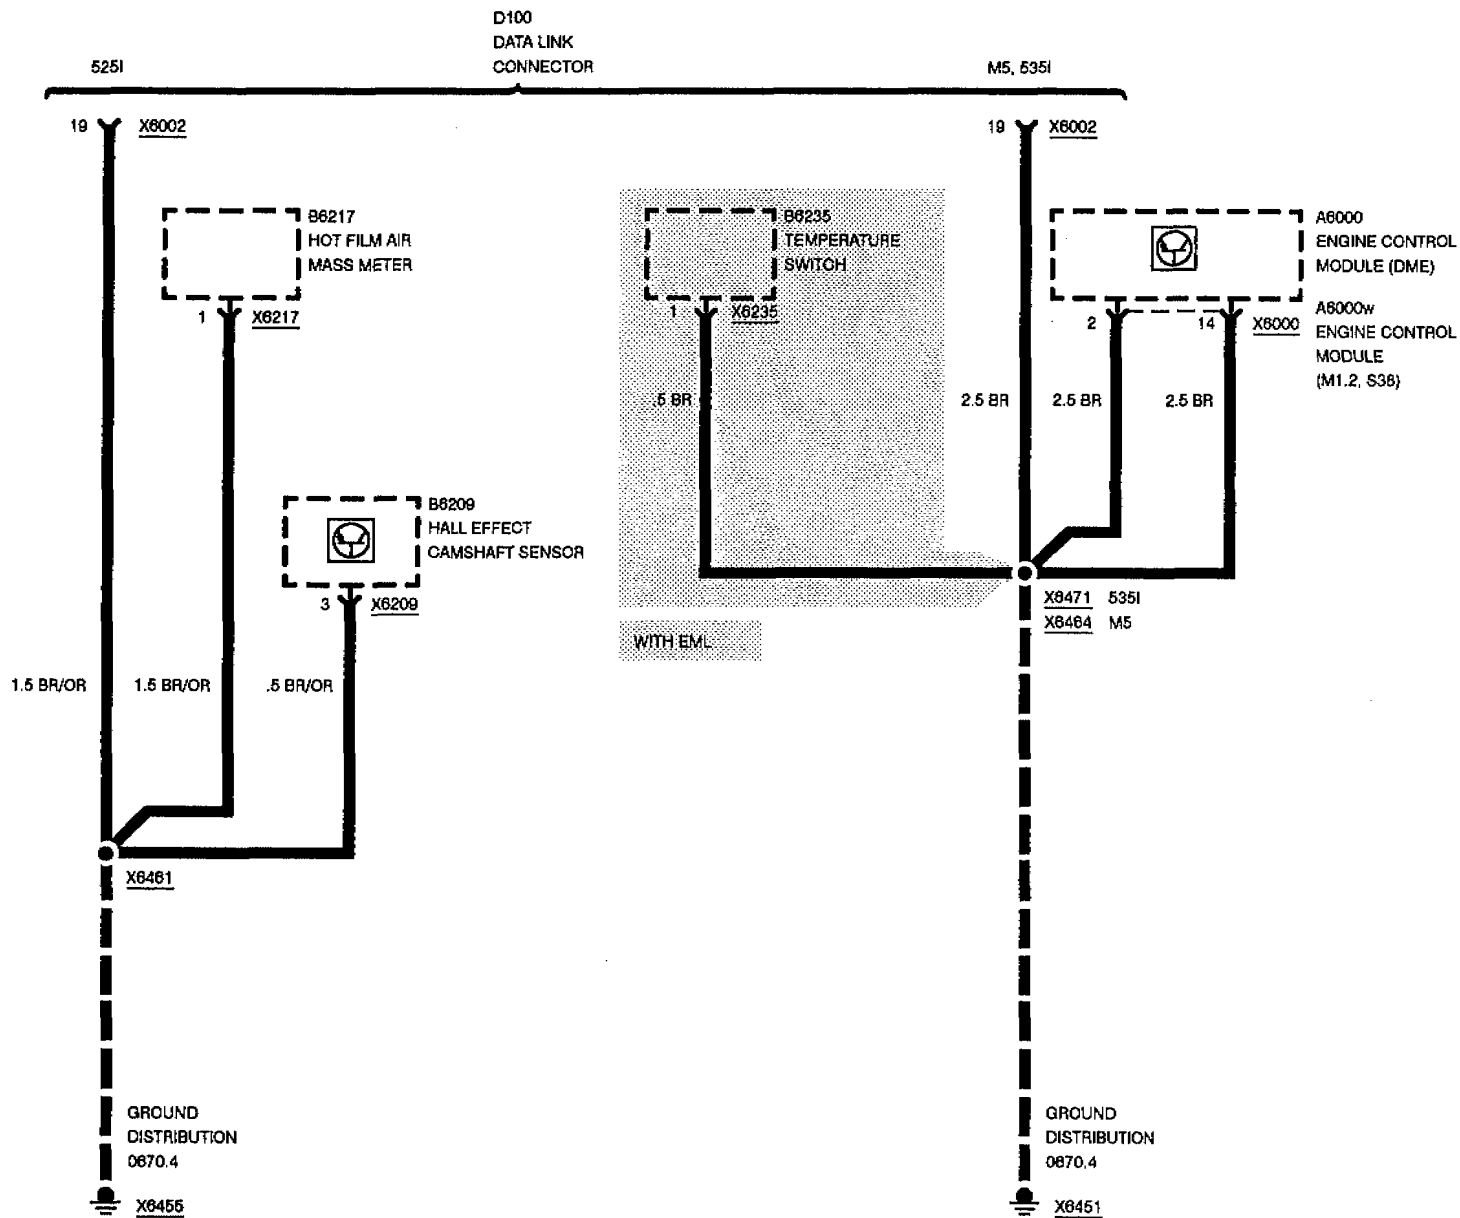 D100
DATA LINK
CONNECTOR
525I
M5, 535I
19
X6002
19
X6002
B6217
HOT FILM AIR
MASS METER
1
X6217
B6235
TEMPERATURE
SWITCH
1
X6235
A6000
ENGINE CONTROL
MODULE (DME)
2
14
X6000
A6000w
ENGINE CONTROL
MODULE
(M1.2, S38)
.5 BR
2.5 BR
2.5 BR
2.5 BR
B6209
HALL EFFECT
CAMSHAFT SENSOR
3
X6209
X6471 535I
X6464 M5
WITH EML
1.5 BR/OR
1.5 BR/OR
.5 BR/OR
X6461
GROUND
DISTRIBUTION
0670.4
X6455
GROUND
DISTRIBUTION
0670.4
X6451